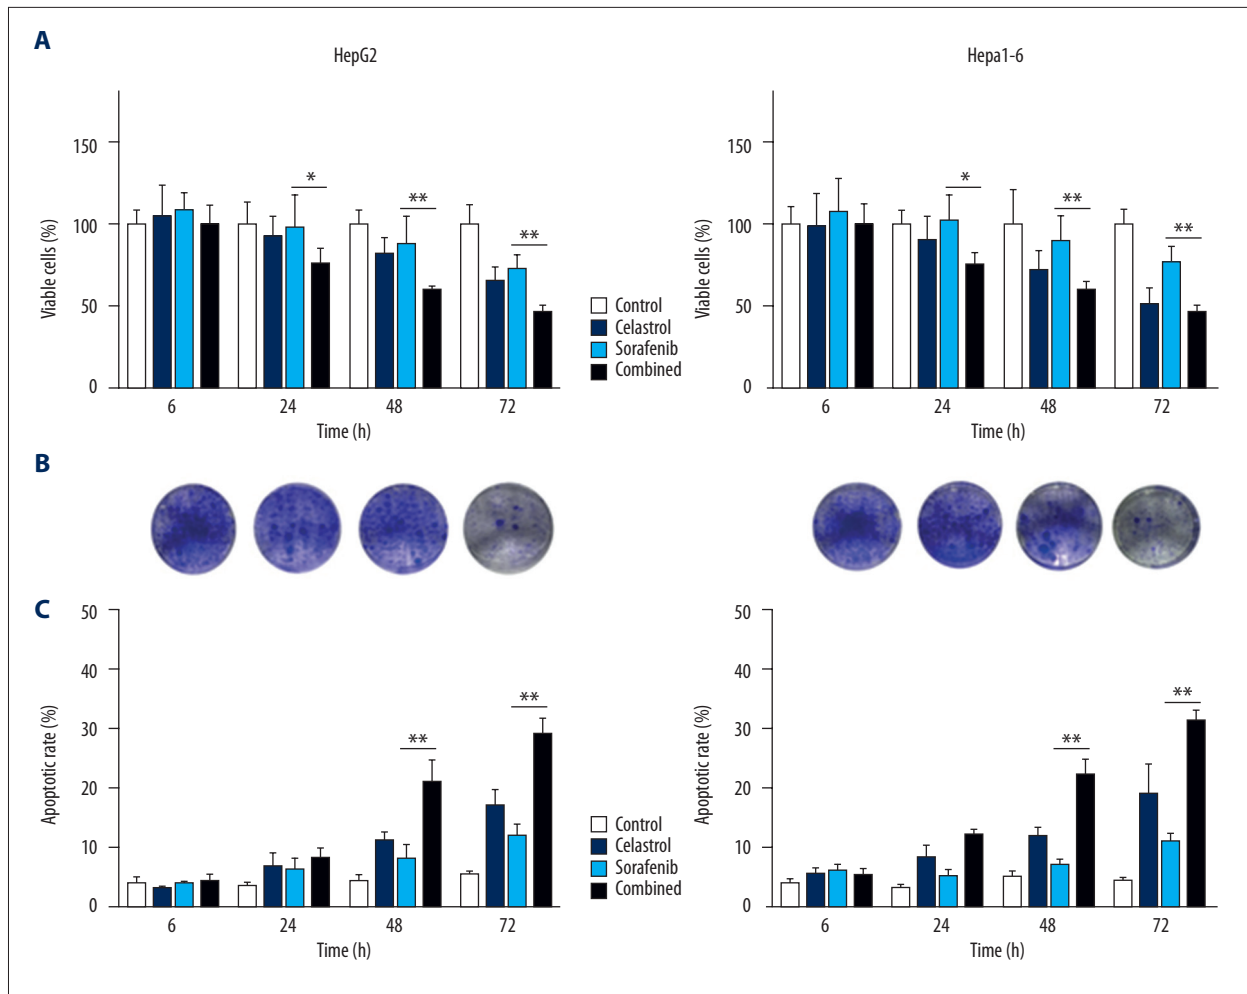 A
HepG2
Hepa1-6
Viable cells (%)
150
100
50
0
*
**
**
6 24 48 72
Time (h)
Control
Celastrol
Sorafenib
Combined
Viable cells (%)
150
100
50
0
*
**
**
6 24 48 72
Time (h)
B
C
Apoptotic rate (%)
50
40
30
20
10
0
**
**
6 24 48 72
Time (h)
Control
Celastrol
Sorafenib
Combined
Apoptotic rate (%)
50
40
30
20
10
0
**
**
6 24 48 72
Time (h)